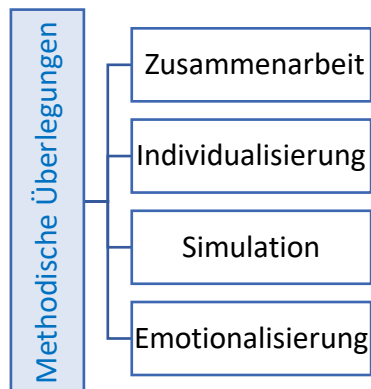 Methodische Überlegungen
Zusammenarbeit
Individualisierung
Simulation
Emotionalisierung